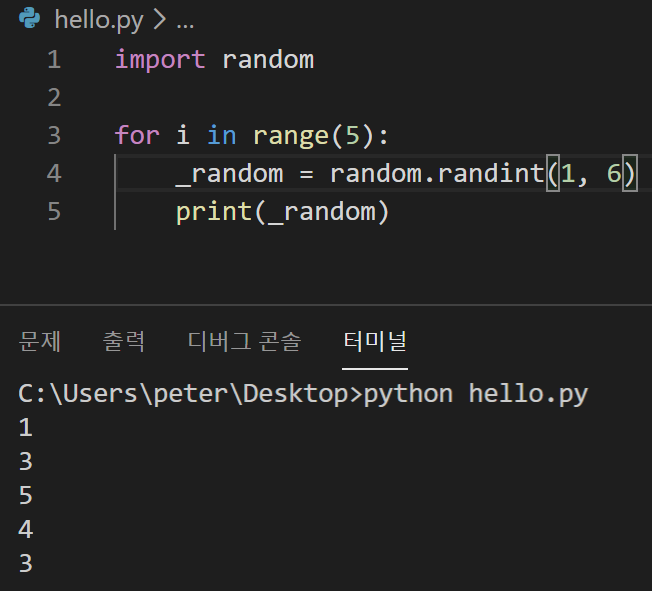 hello.py > ...
1 import random
2
3 for i in range(5):
4     _random = random.randint(1, 6)
5     print(_random)
문제 출력 디버그 콘솔 터미널
C:\Users\peter\Desktop>python hello.py
1
3
5
4
3